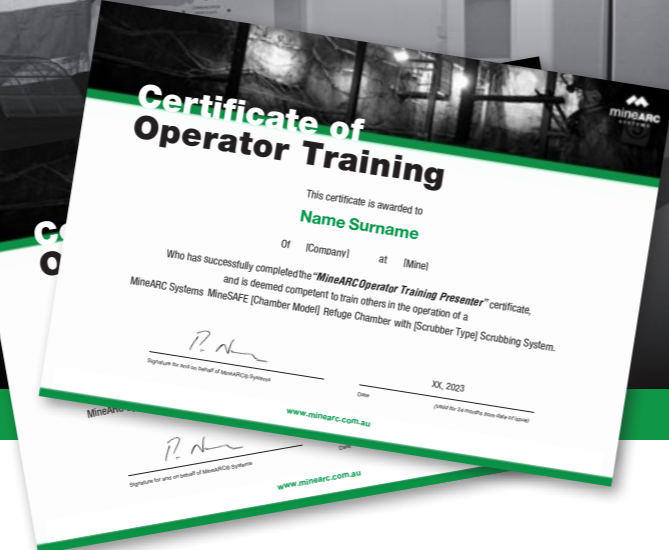 mineARC
SYSTEMS
Certificate of
Operator Training
This certificate is awarded to
Name Surname
Of [Company] at [Mine]
Who has successfully completed the "MineARC Operator Training Presenter" certificate,
and is deemed competent to train others in the operation of a
MineARC Systems MineSAFE [Chamber Model] Refuge Chamber with [Scrubber Type] Scrubbing System.
XX, 2023
Signature for and on behalf of MineARC® Systems
Date
(Valid for 24 months from date of issue)
www.minearc.com.au
C
O
MineARC
Signature for and on behalf of MineARC® Systems
Date
www.minearc.com.au